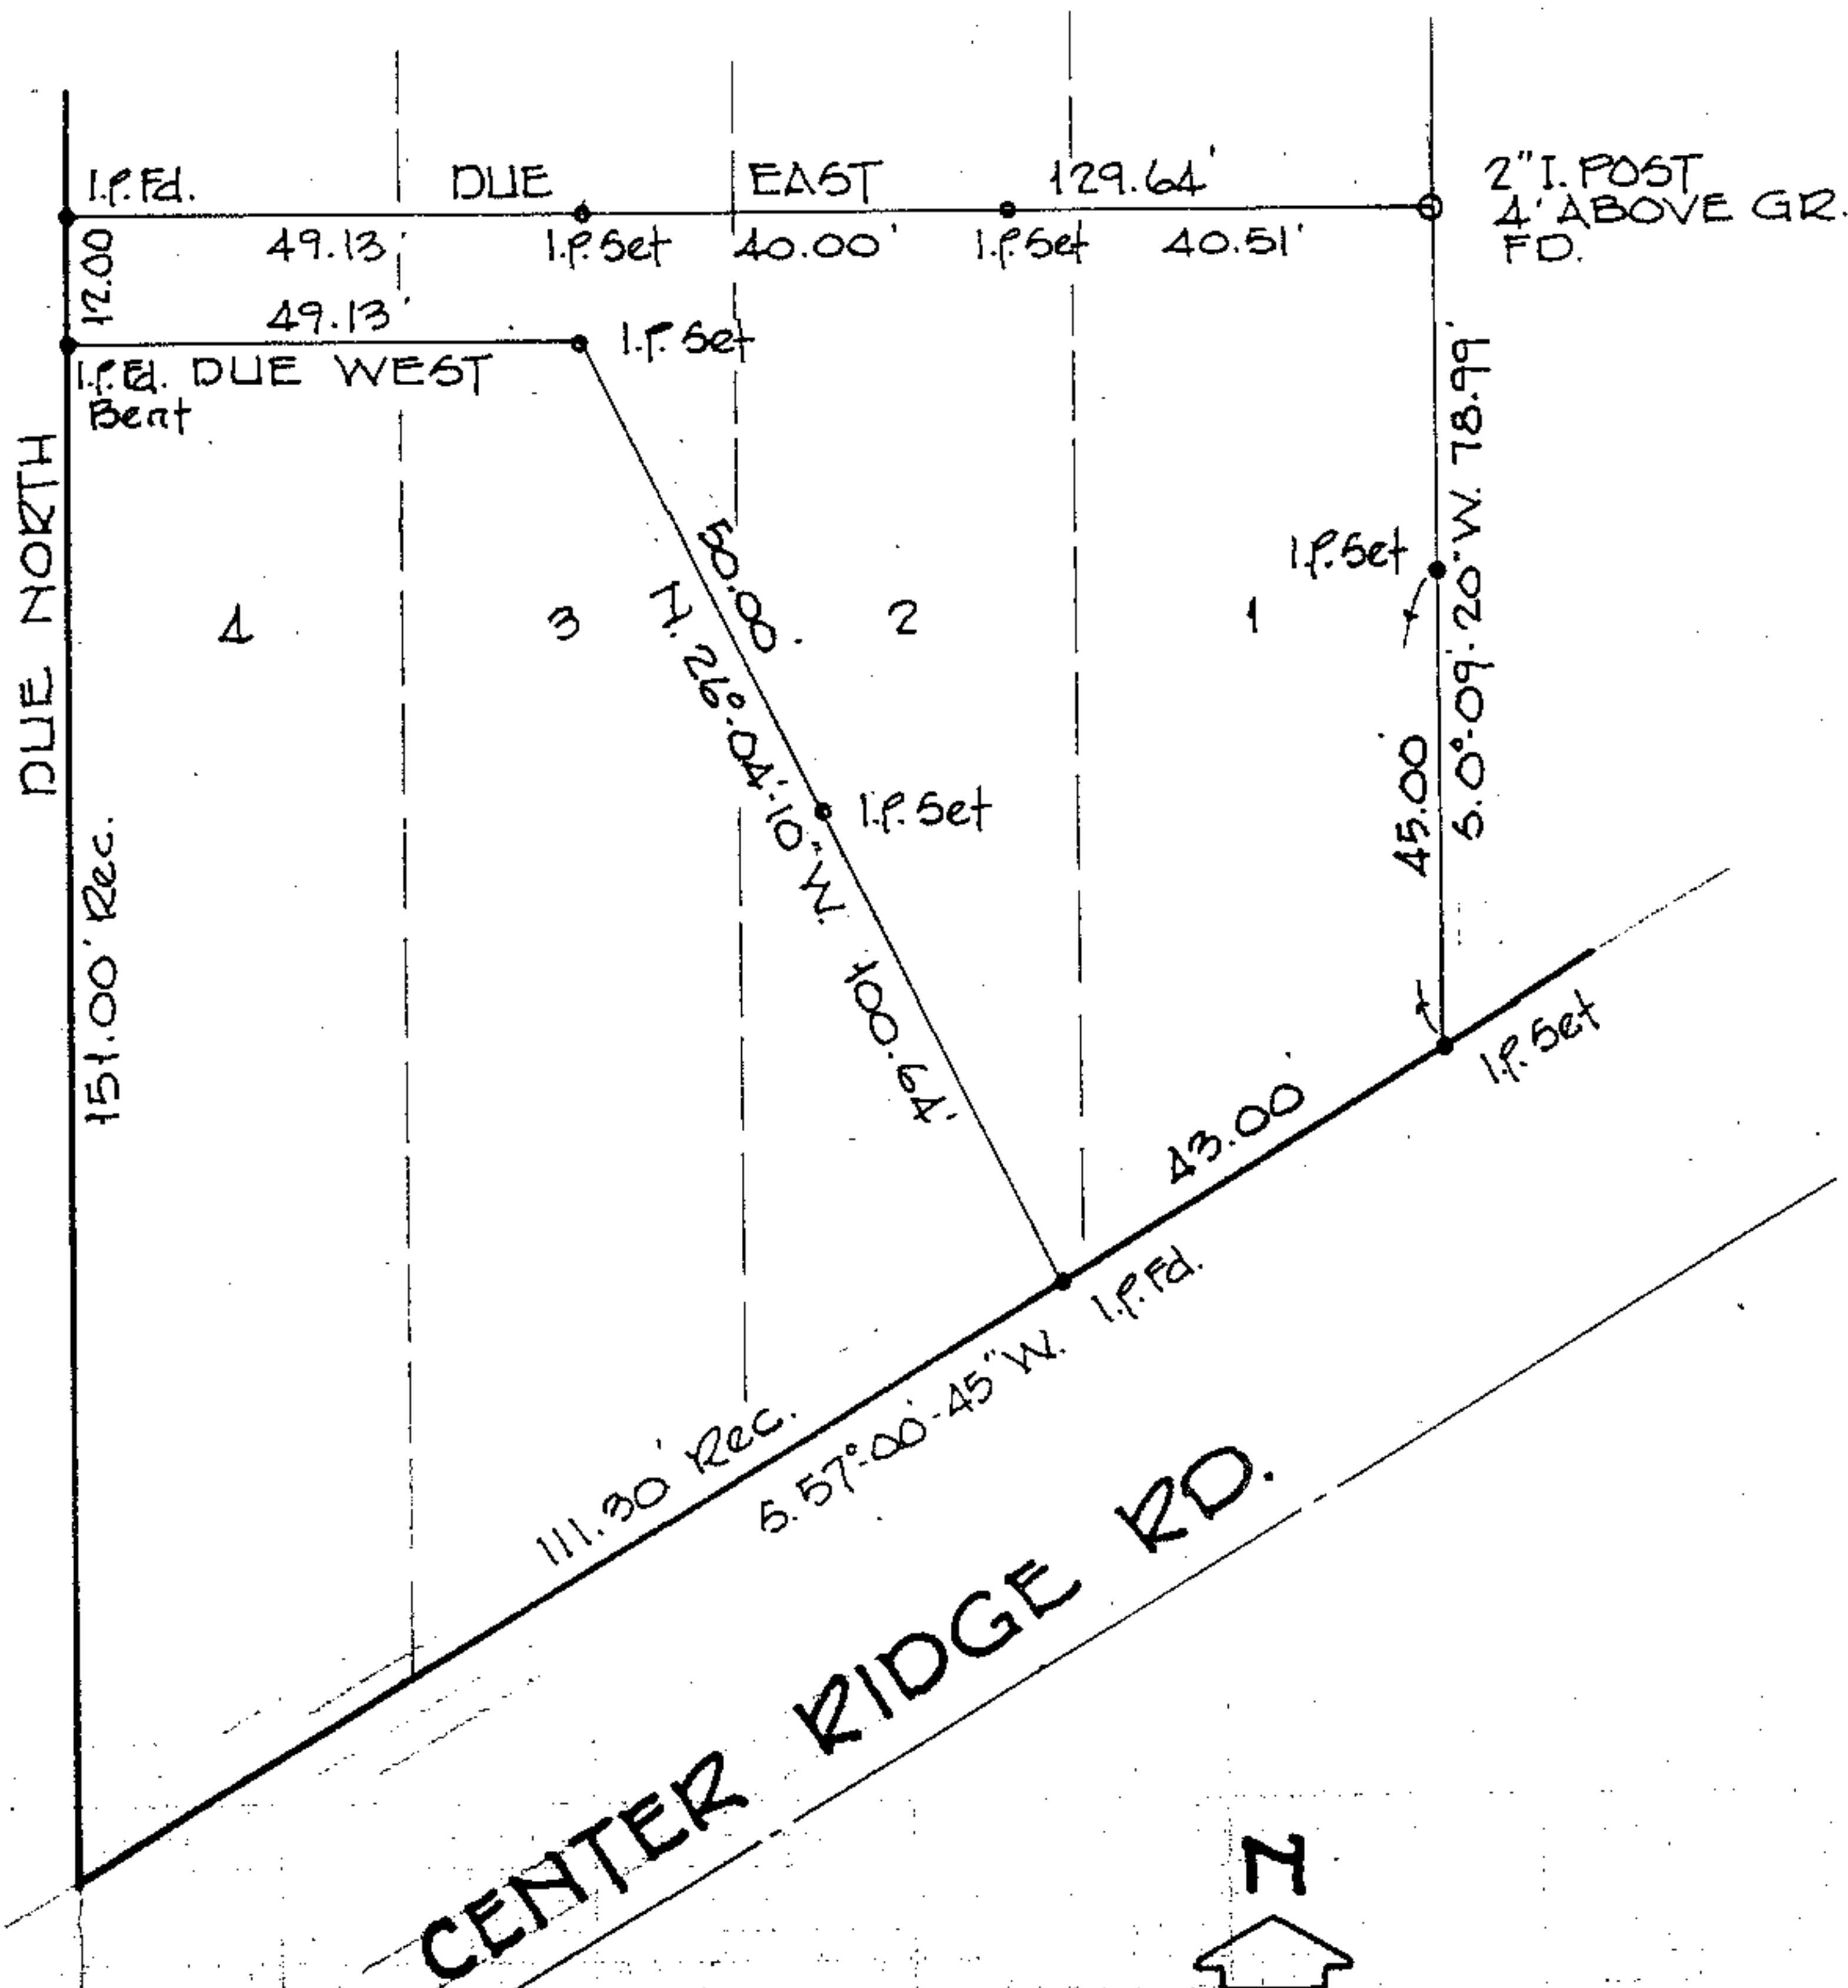 I.P. Fd.
DUE EAST 129.64'
2" I. POST
4' ABOVE GR.
FD.
12.00
49.13'
I.P. Set
40.00'
I.P. Set
40.51'
49.13'
I.P. Set
I.P. Fd. DUE WEST
Bent
DUE NORTH
151.00' Rec.
4
3
2
1
N. 26°-04'-10" W. 100.64'
I.P. Set
I.P. Set
45.00'
S. 0°-09'-20" W. 78.99'
I.P. Set
43.00'
I.P. Fd.
111.30' Rec.
S. 57°-00'-45" W.
CENTER RIDGE RD.
N